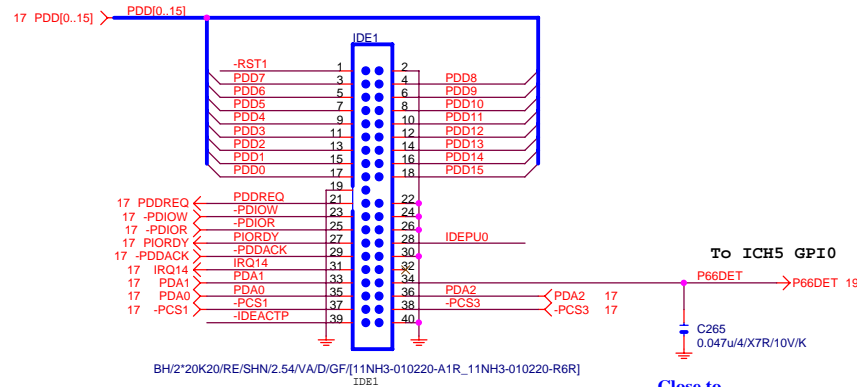 17 PDD[0..15] PDD[0..15]
IDE1
-RST1 1 2
PDD7 3 4 PDD8
PDD6 5 6 PDD9
PDD5 7 8 PDD10
PDD4 9 10 PDD11
PDD3 11 12 PDD12
PDD2 13 14 PDD13
PDD1 15 16 PDD14
PDD0 17 18 PDD15
19
17 PDDREQ PDDREQ 21 22
17 -PDIOW -PDIOW 23 24
17 -PDIOR -PDIOR 25 26
17 PIORDY PIORDY 27 28 IDEPU0
17 -PDDACK -PDDACK 29 30
17 IRQ14 IRQ14 31 32
To ICH5 GPI0
17 PDA1 PDA1 33 34 P66DET P66DET 19
17 PDA0 PDA0 35 36 PDA2 PDA2 17
17 -PCS1 -PCS1 37 38 -PCS3 -PCS3 17
-IDEACTP 39 40
C265
0.047u/4/X7R/10V/K
BH/2*20K20/RE/SHN/2.54/VA/D/GF/[11NH3-010220-A1R_11NH3-010220-R6R]
IDE1
Close to